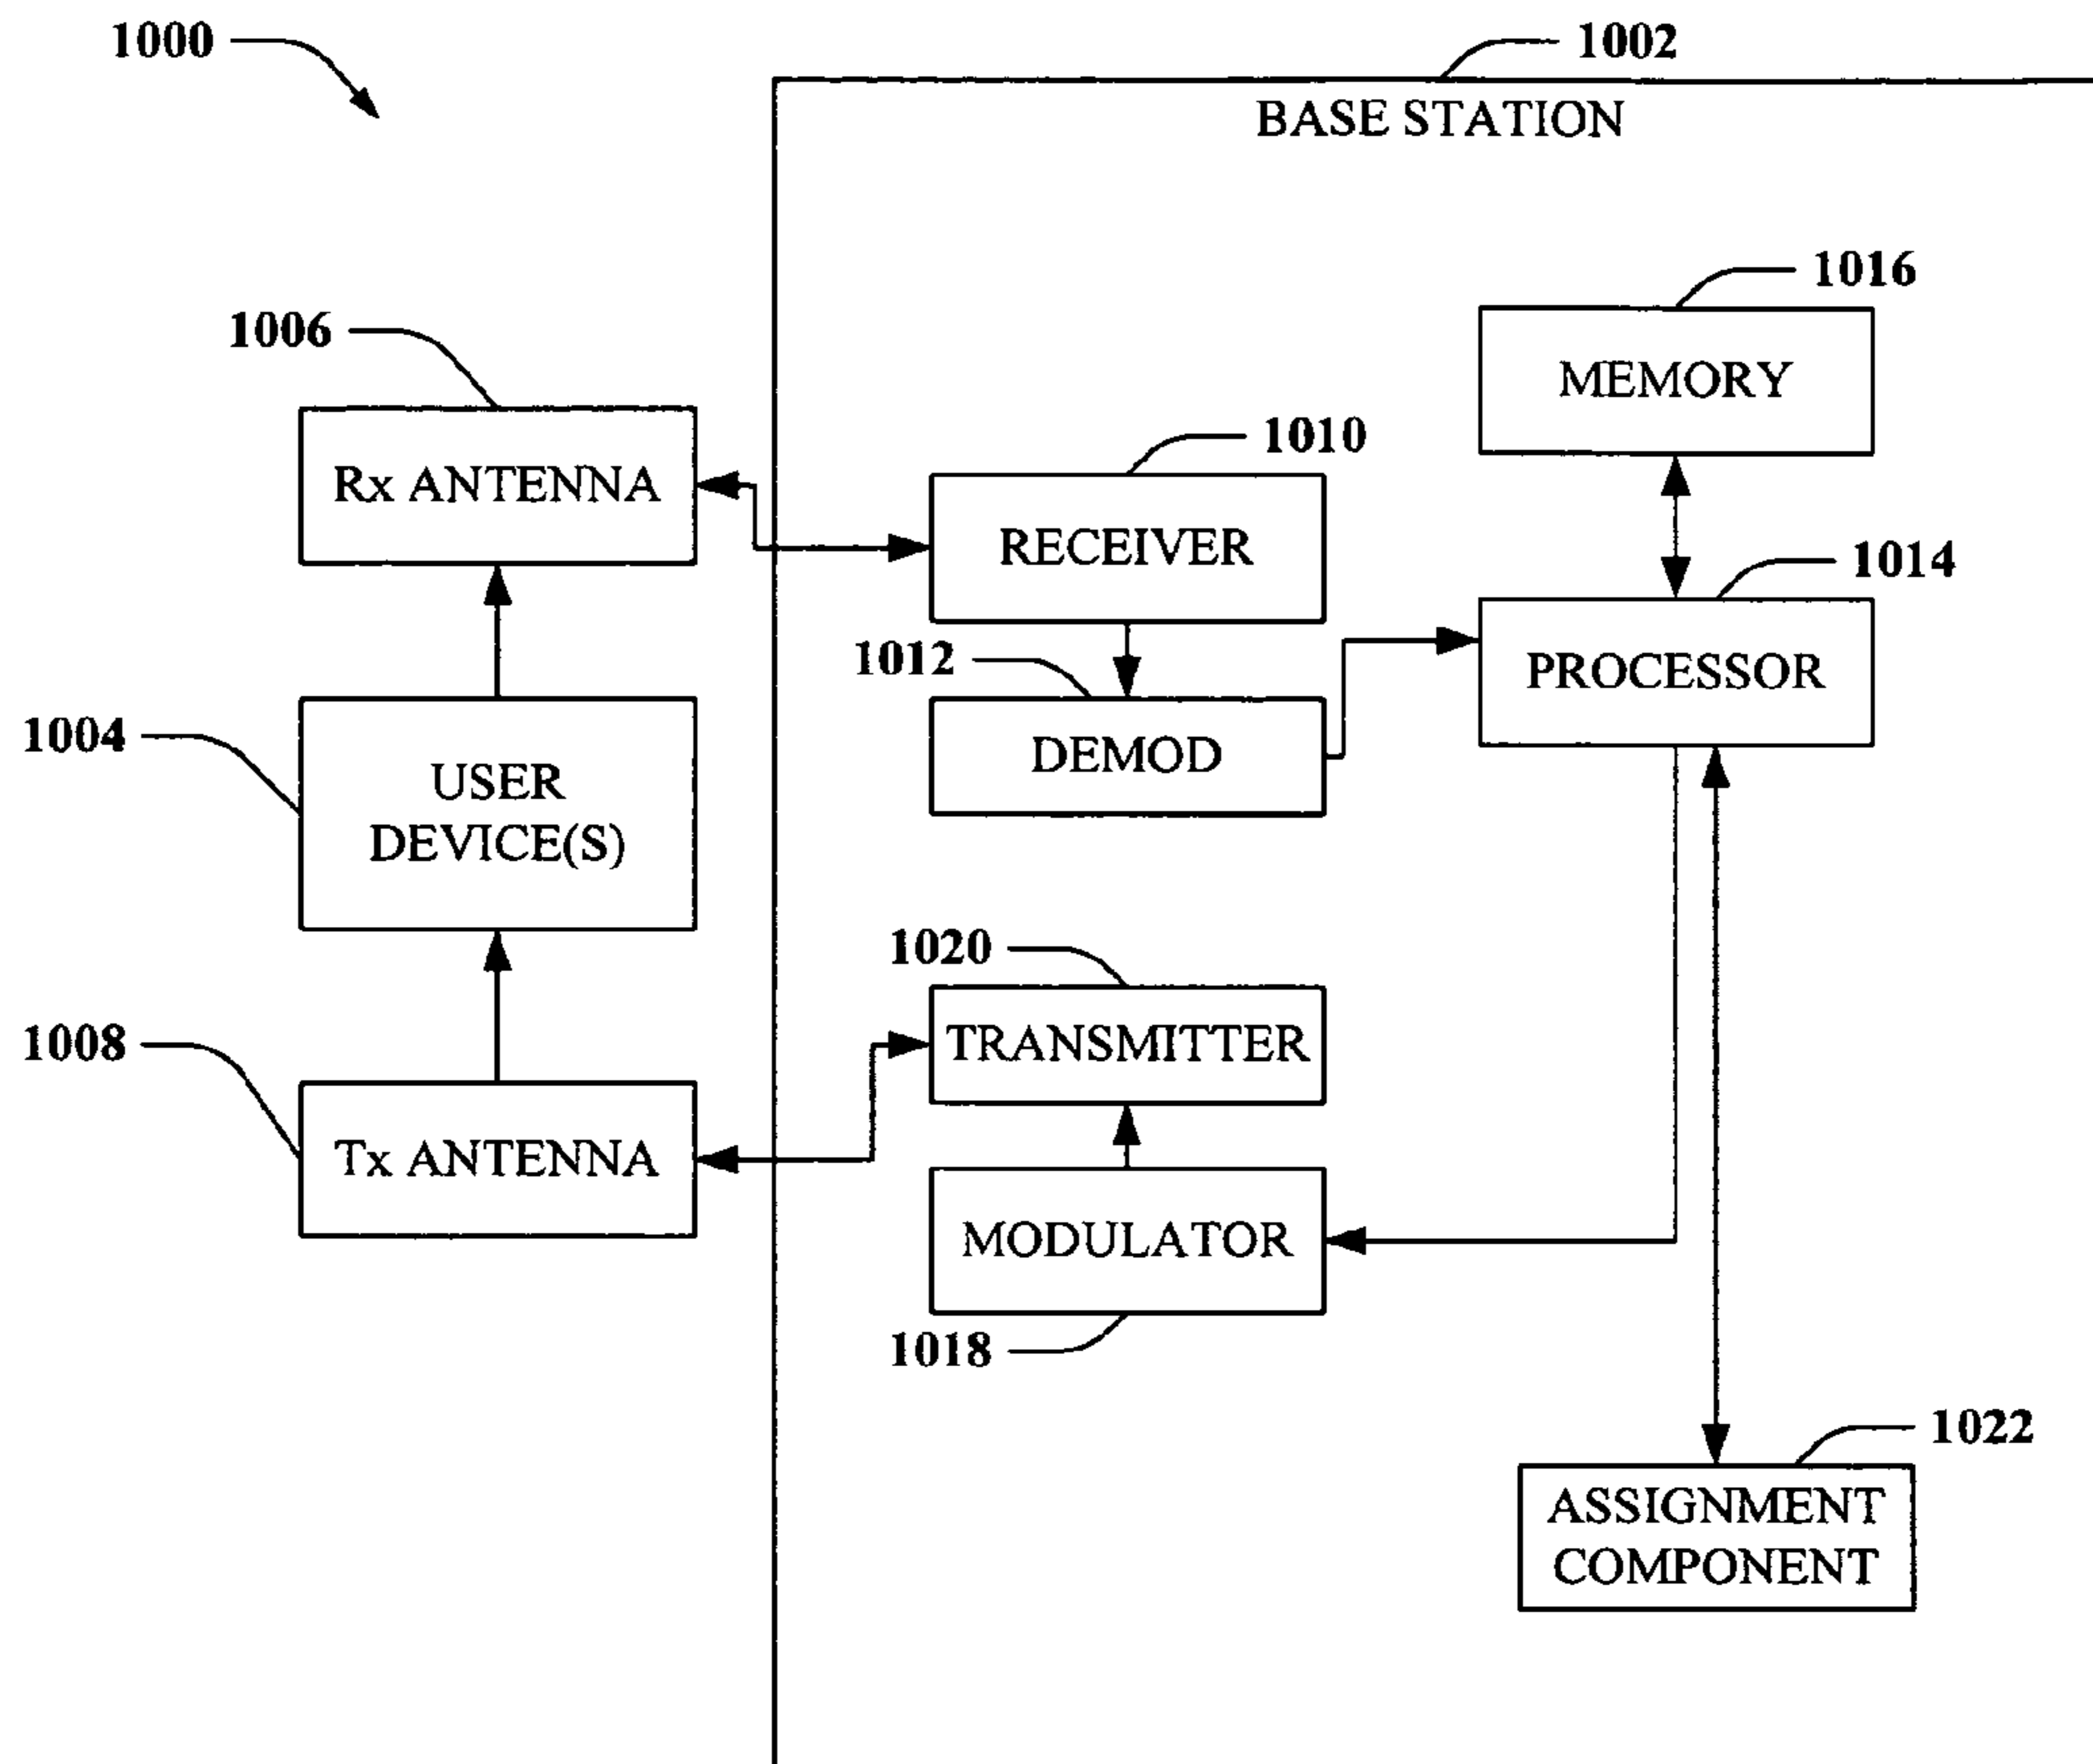 1000
1002
BASE STATION
1016
MEMORY
1006
Rx ANTENNA
1010
RECEIVER
1014
PROCESSOR
1012
DEMOD
1004
USER
DEVICE(S)
1020
TRANSMITTER
1008
Tx ANTENNA
MODULATOR
1018
1022
ASSIGNMENT
COMPONENT